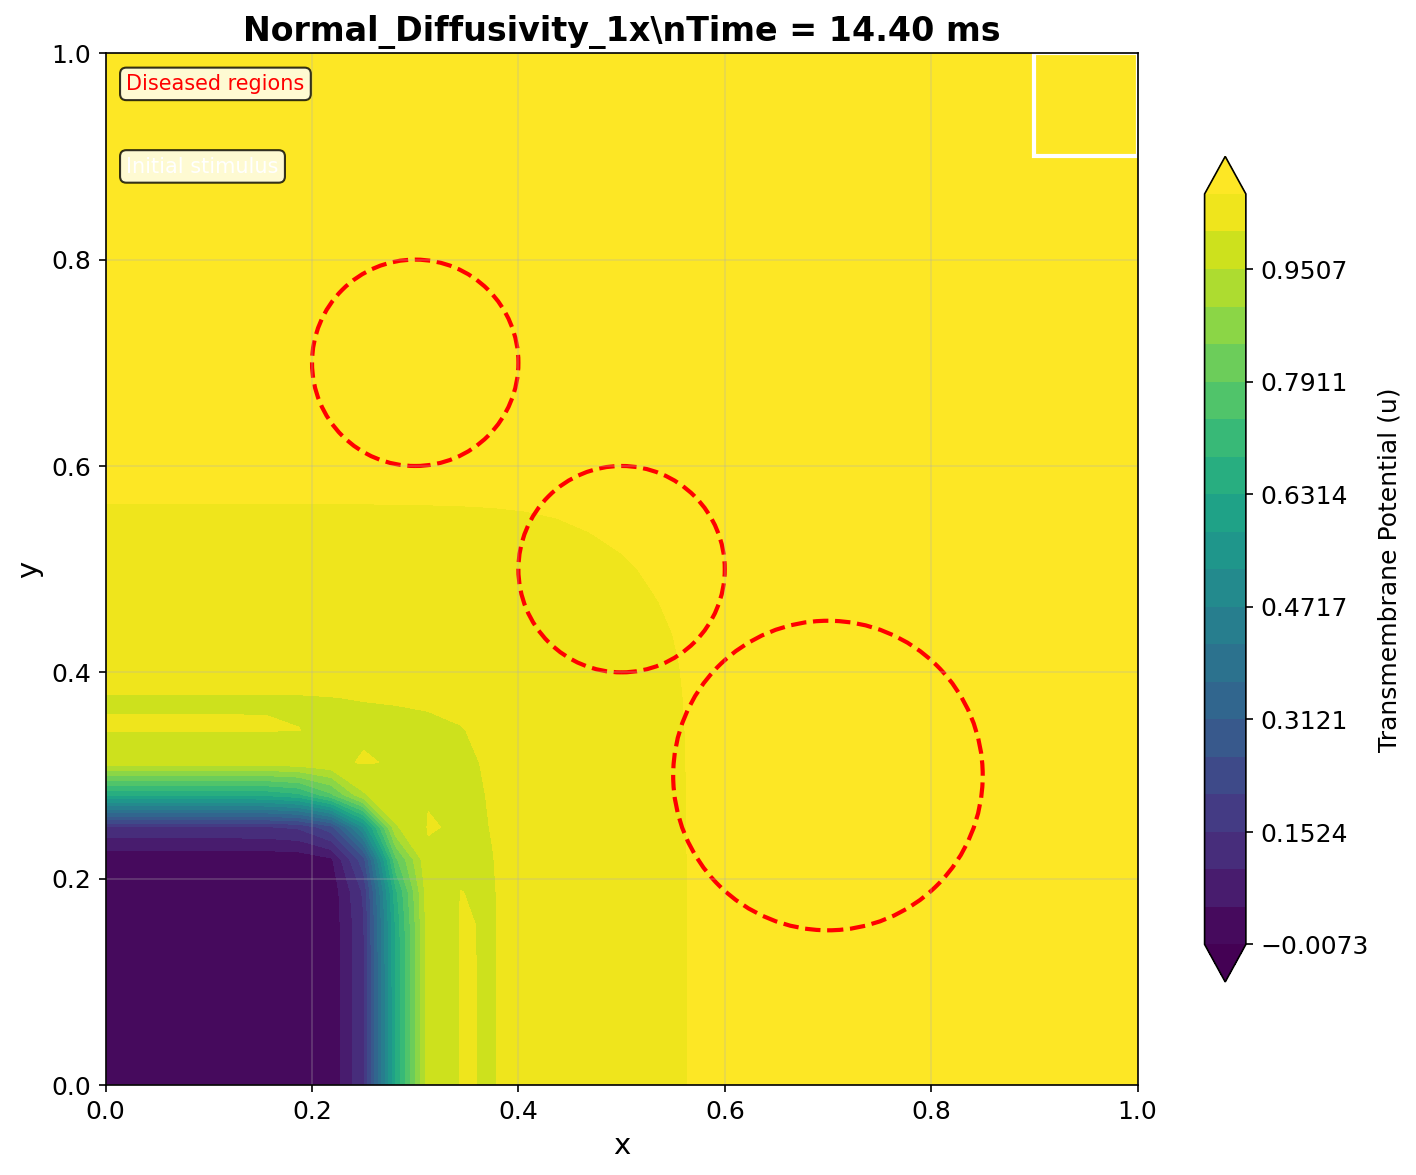 Normal_Diffusivity_1x\nTime = 14.40 ms
1.0
Diseased regions
Initial stimulus
0.8
0.6
0.4
0.2
0.0
y
0.0 0.2 0.4 0.6 0.8 1.0
x
0.9507
0.7911
0.6314
0.4717
0.3121
0.1524
−0.0073
Transmembrane Potential (u)